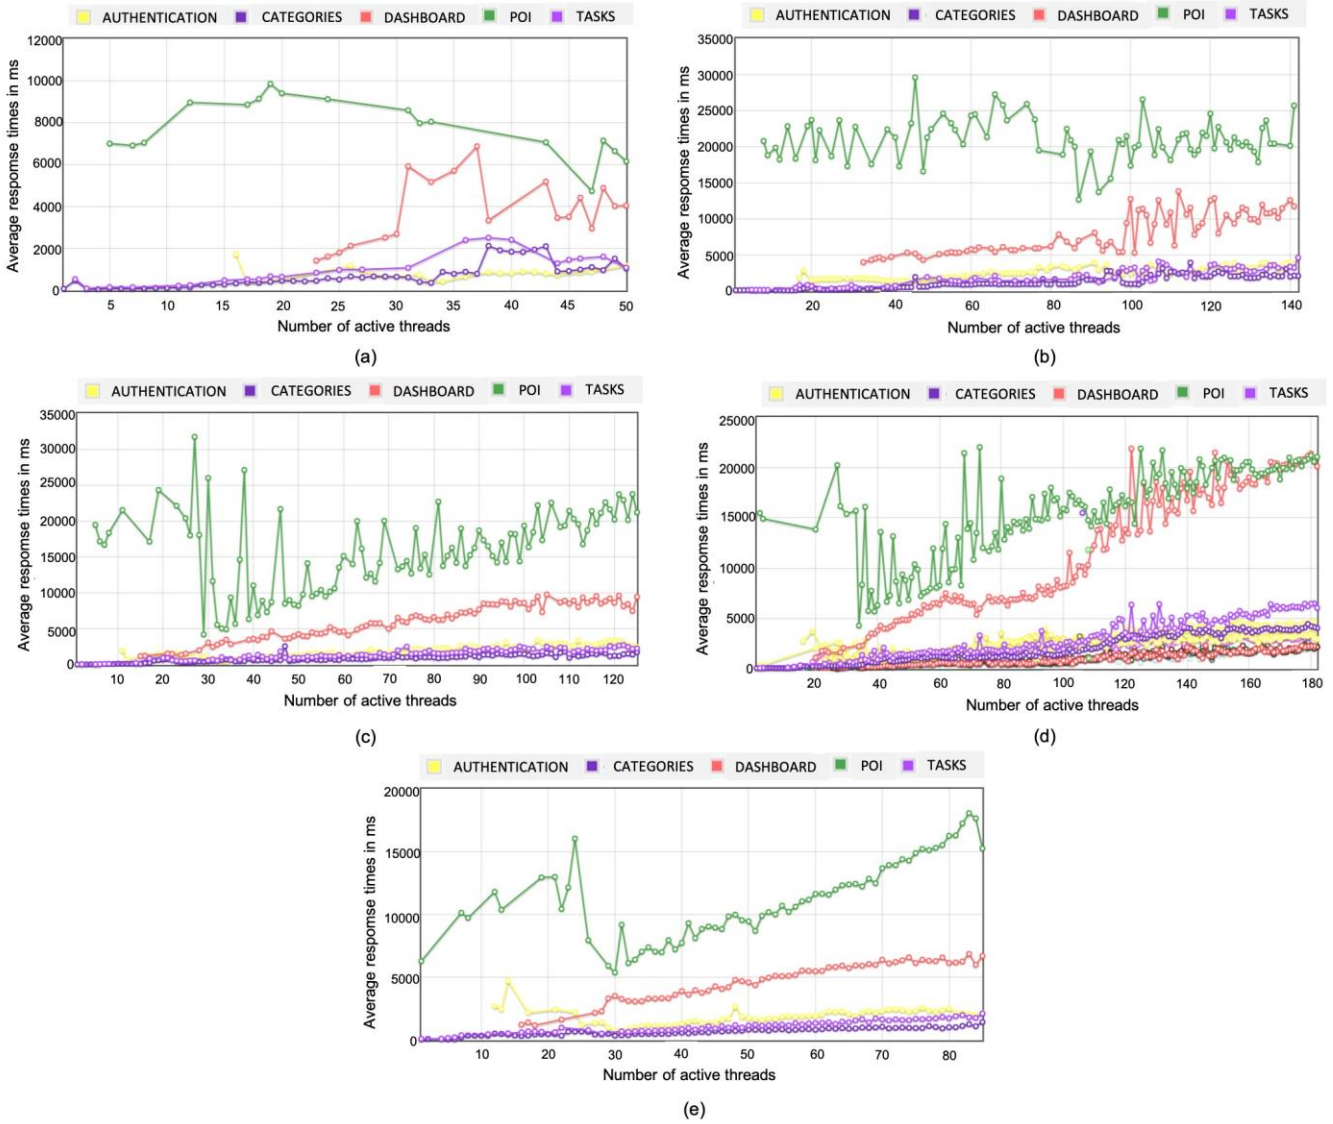 AUTHENTICATION CATEGORIES DASHBOARD POI TASKS
12000
10000
8000
6000
4000
2000
0
Average respomse times in ms
5 10 15 20 25 30 35 40 45 50
Number of active threads
(a)
AUTHENTICATION CATEGORIES DASHBOARD POI TASKS
35000
30000
25000
20000
15000
10000
5000
0
Average respomse times in ms
20 40 60 80 100 120 140
Number of active threads
(b)
AUTHENTICATION CATEGORIES DASHBOARD POI TASKS
35000
30000
25000
20000
15000
10000
5000
0
Average respomse times in ms
10 20 30 40 50 60 70 80 90 100 110 120
Number of active threads
(c)
AUTHENTICATION CATEGORIES DASHBOARD POI TASKS
25000
20000
15000
10000
5000
0
Average respomse times in ms
20 40 60 80 100 120 140 160 180
Number of active threads
(d)
AUTHENTICATION CATEGORIES DASHBOARD POI TASKS
20000
15000
10000
5000
0
Average respomse times in ms
10 20 30 40 50 60 70 80
Number of active threads
(e)